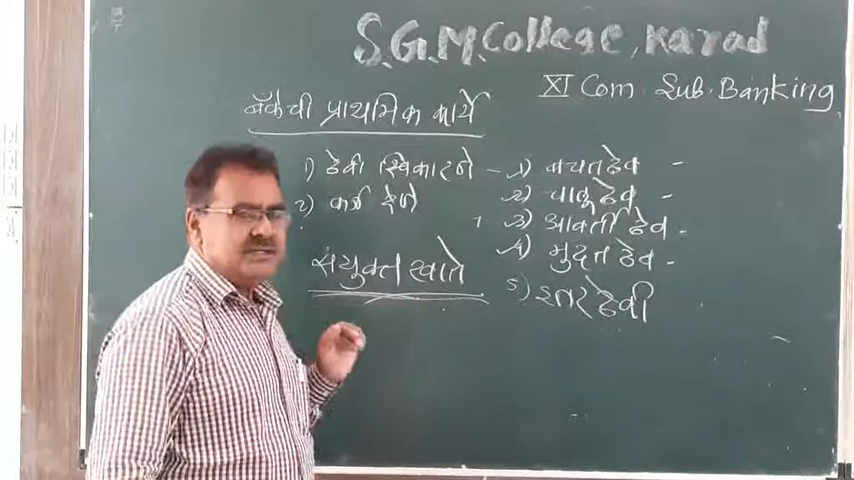 S.G.M. College, Karad
XI Com Sub. Banking
बँकेची प्राथमिक कार्ये
१) ठेवी स्विकारने - १) बचत ठेव -
२) कर्ज देणे २) चालू ठेव -
३) आवर्ती ठेव -
४) मुदत ठेव -
संयुक्त खाते
५) इतर ठेवी